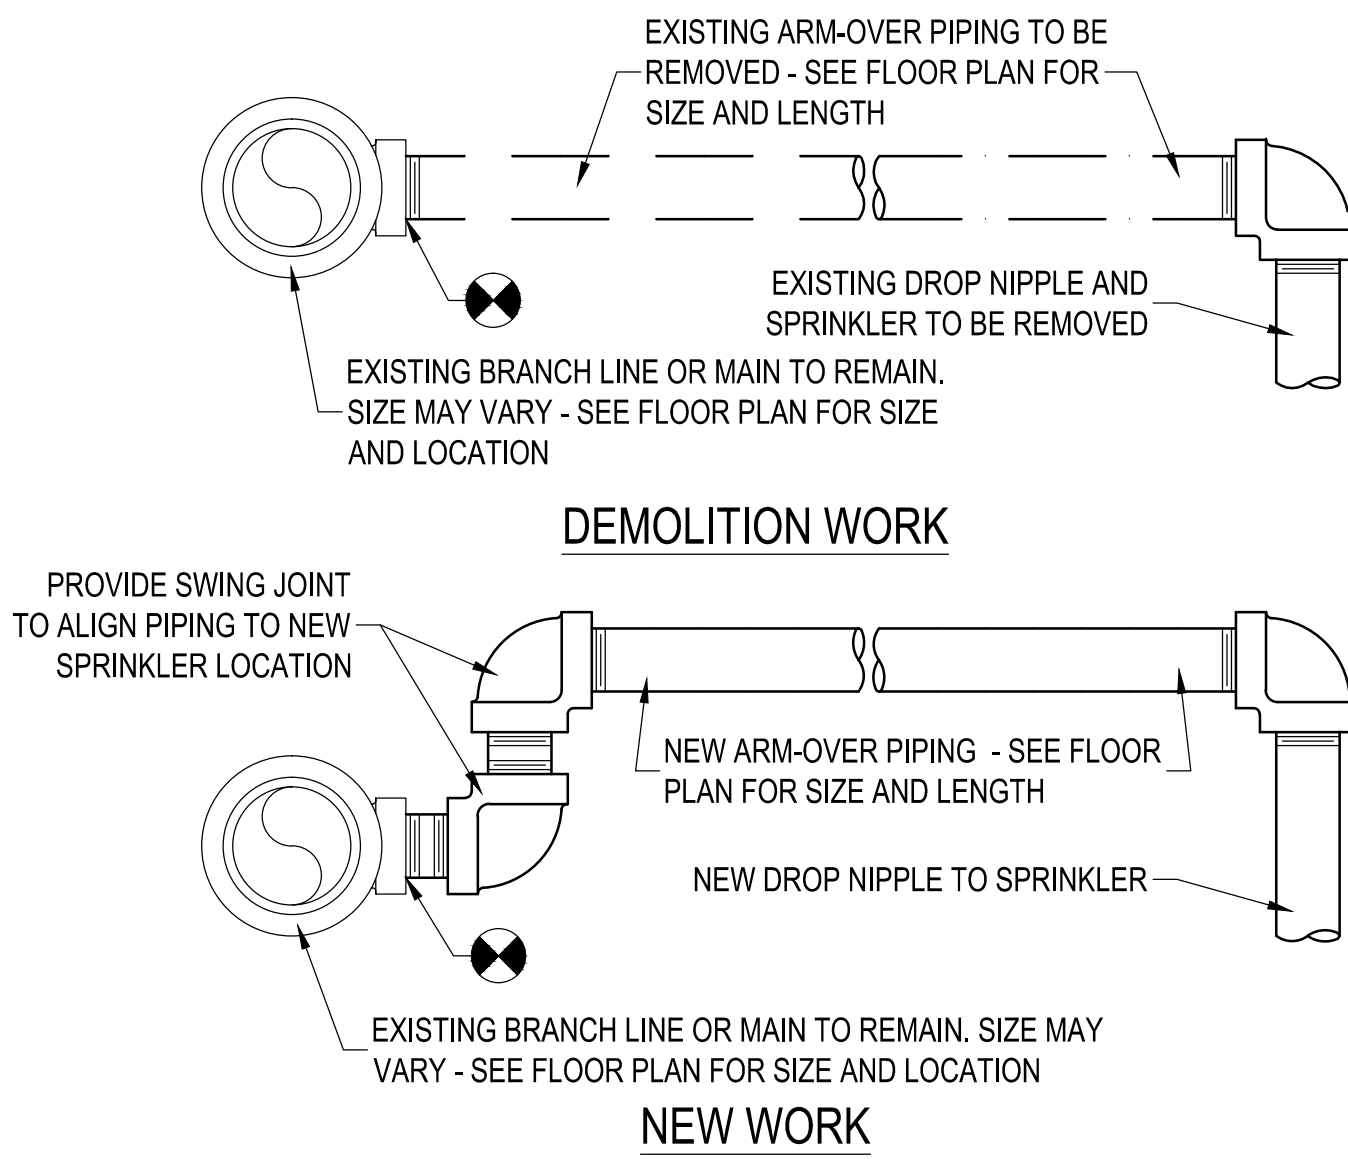 EXISTING ARM-OVER PIPING TO BE
REMOVED - SEE FLOOR PLAN FOR
SIZE AND LENGTH
EXISTING DROP NIPPLE AND
SPRINKLER TO BE REMOVED
EXISTING BRANCH LINE OR MAIN TO REMAIN.
SIZE MAY VARY - SEE FLOOR PLAN FOR SIZE
AND LOCATION
DEMOLITION WORK
PROVIDE SWING JOINT
TO ALIGN PIPING TO NEW
SPRINKLER LOCATION
NEW ARM-OVER PIPING - SEE FLOOR
PLAN FOR SIZE AND LENGTH
NEW DROP NIPPLE TO SPRINKLER
EXISTING BRANCH LINE OR MAIN TO REMAIN. SIZE MAY
VARY - SEE FLOOR PLAN FOR SIZE AND LOCATION
NEW WORK